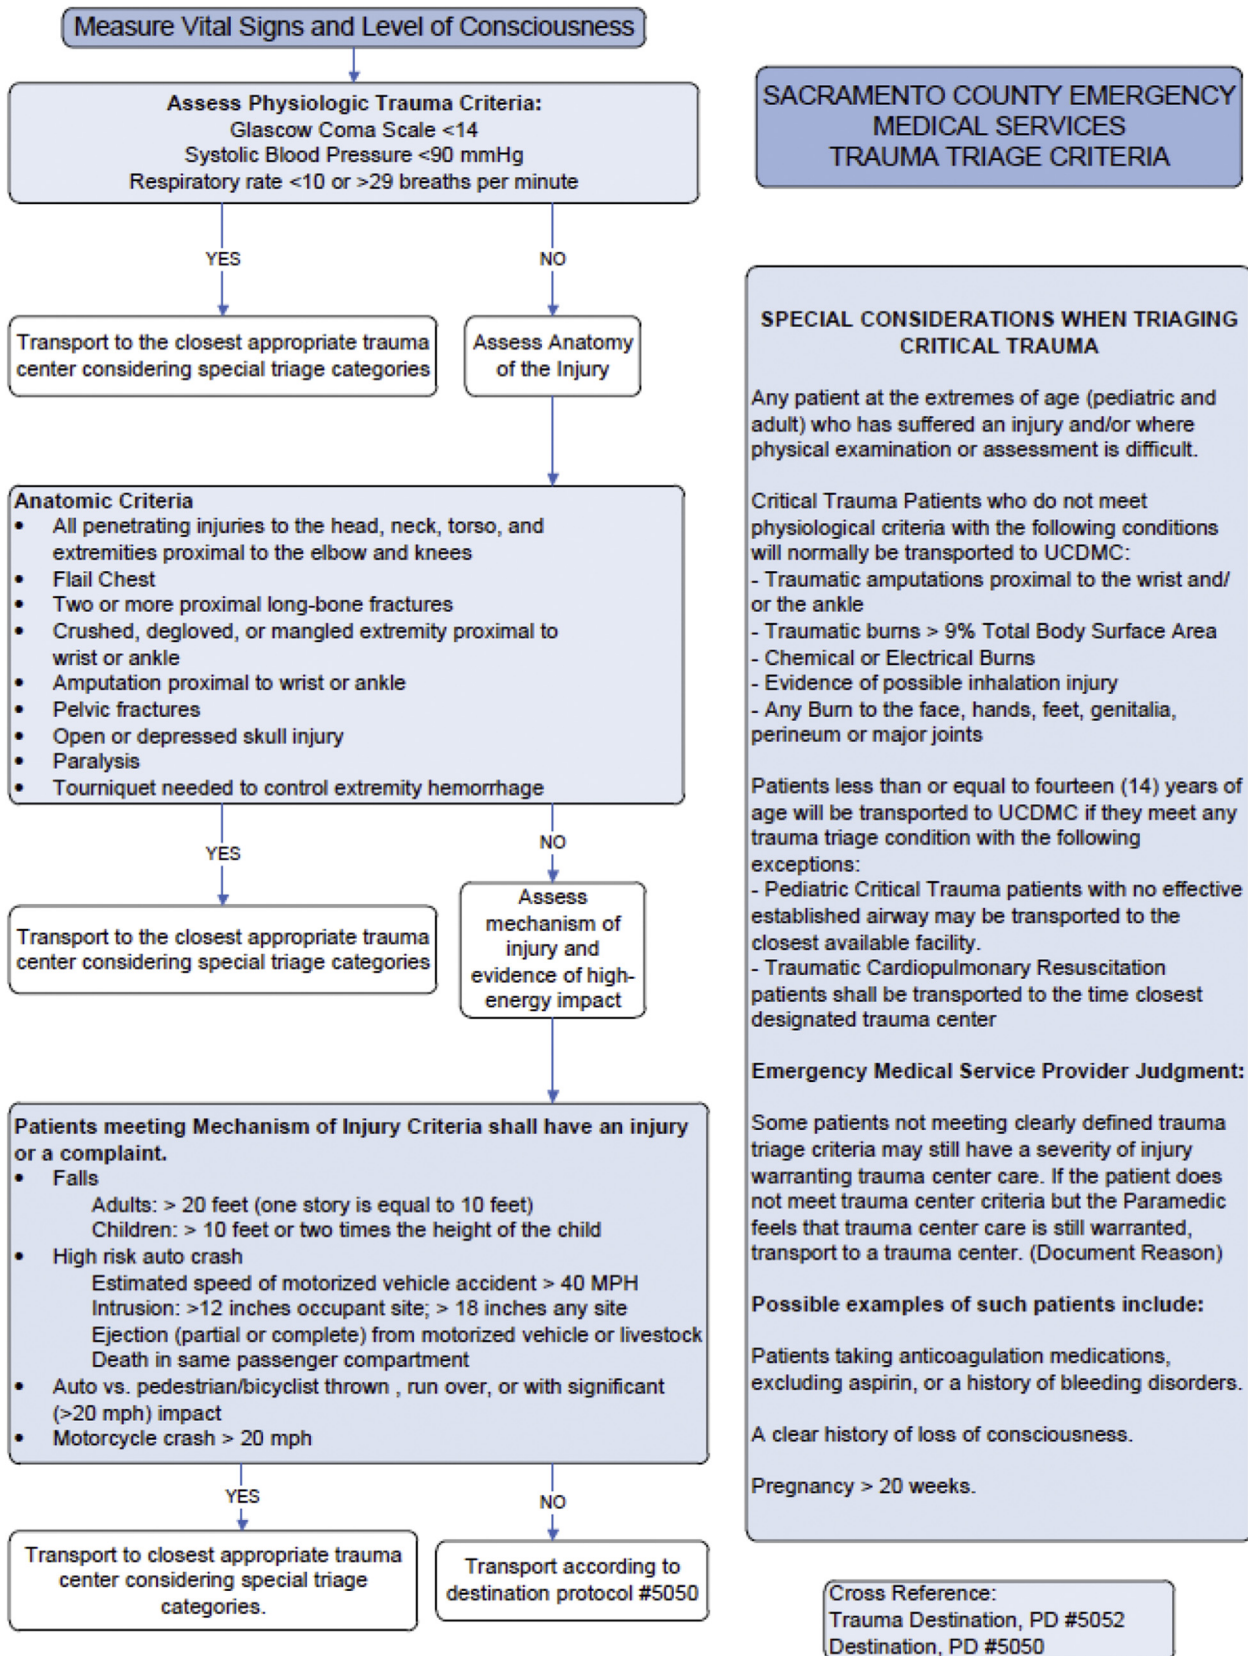 Measure Vital Signs and Level of Consciousness
Assess Physiologic Trauma Criteria:
Glascow Coma Scale <14
Systolic Blood Pressure <90 mmHg
Respiratory rate <10 or >29 breaths per minute
YES
NO
Transport to the closest appropriate trauma
center considering special triage categories
Assess Anatomy
of the Injury
Anatomic Criteria
• All penetrating injuries to the head, neck, torso, and
extremities proximal to the elbow and knees
• Flail Chest
• Two or more proximal long-bone fractures
• Crushed, degloved, or mangled extremity proximal to
wrist or ankle
• Amputation proximal to wrist or ankle
• Pelvic fractures
• Open or depressed skull injury
• Paralysis
• Tourniquet needed to control extremity hemorrhage
YES
NO
Transport to the closest appropriate trauma
center considering special triage categories
Assess
mechanism of
injury and
evidence of high-
energy impact
Patients meeting Mechanism of Injury Criteria shall have an injury
or a complaint.
• Falls
Adults: > 20 feet (one story is equal to 10 feet)
Children: > 10 feet or two times the height of the child
• High risk auto crash
Estimated speed of motorized vehicle accident > 40 MPH
Intrusion: >12 inches occupant site; > 18 inches any site
Ejection (partial or complete) from motorized vehicle or livestock
Death in same passenger compartment
• Auto vs. pedestrian/bicyclist thrown , run over, or with significant
(>20 mph) impact
• Motorcycle crash > 20 mph
YES
NO
Transport to closest appropriate trauma
center considering special triage
categories.
Transport according to
destination protocol #5050
SACRAMENTO COUNTY EMERGENCY
MEDICAL SERVICES
TRAUMA TRIAGE CRITERIA
SPECIAL CONSIDERATIONS WHEN TRIAGING
CRITICAL TRAUMA
Any patient at the extremes of age (pediatric and
adult) who has suffered an injury and/or where
physical examination or assessment is difficult.
Critical Trauma Patients who do not meet
physiological criteria with the following conditions
will normally be transported to UCDMC:
- Traumatic amputations proximal to the wrist and/
or the ankle
- Traumatic burns > 9% Total Body Surface Area
- Chemical or Electrical Burns
- Evidence of possible inhalation injury
- Any Burn to the face, hands, feet, genitalia,
perineum or major joints
Patients less than or equal to fourteen (14) years of
age will be transported to UCDMC if they meet any
trauma triage condition with the following
exceptions:
- Pediatric Critical Trauma patients with no effective
established airway may be transported to the
closest available facility.
- Traumatic Cardiopulmonary Resuscitation
patients shall be transported to the time closest
designated trauma center
Emergency Medical Service Provider Judgment:
Some patients not meeting clearly defined trauma
triage criteria may still have a severity of injury
warranting trauma center care. If the patient does
not meet trauma center criteria but the Paramedic
feels that trauma center care is still warranted,
transport to a trauma center. (Document Reason)
Possible examples of such patients include:
Patients taking anticoagulation medications,
excluding aspirin, or a history of bleeding disorders.
A clear history of loss of consciousness.
Pregnancy > 20 weeks.
Cross Reference:
Trauma Destination, PD #5052
Destination, PD #5050